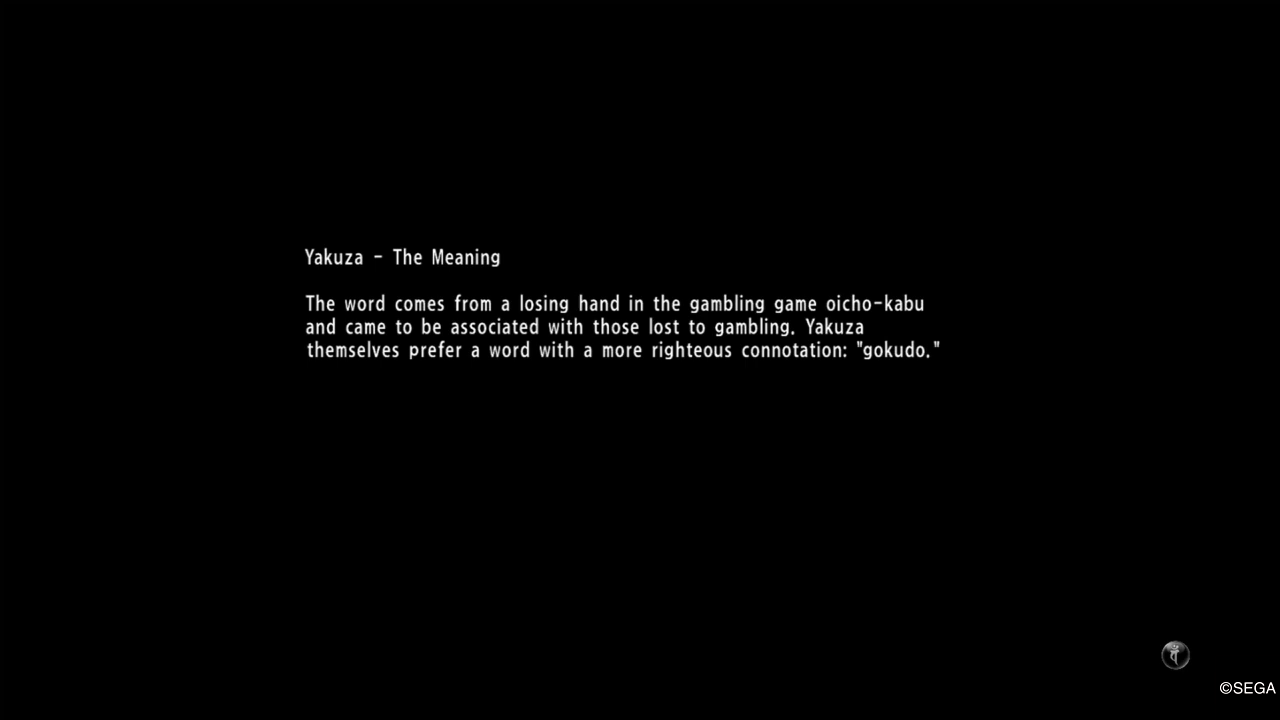 Yakuza - The Meaning
The word comes from a losing hand in the gambling game oicho-kabu
and came to be associated with those lost to gambling. Yakuza
themselves prefer a word with a more righteous connotation: "gokudo."
©SEGA